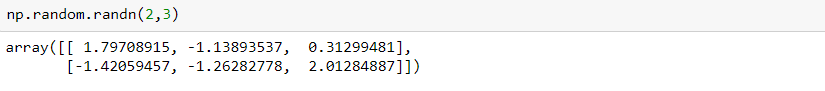 np.random.randn(2,3)
array([[ 1.79708915, -1.13893537,  0.31299481],
       [-1.42059457, -1.26282778,  2.01284887]])